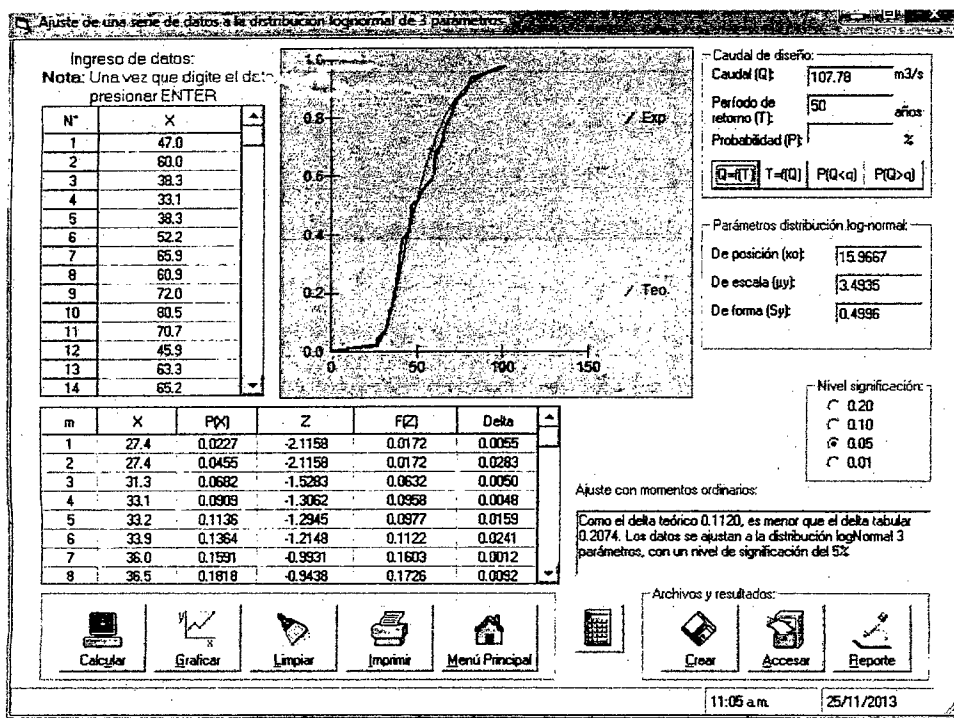 Ajuste de una serie de datos a la distribución lognormal de 3 parámetros
Ingreso de datos:
Nota: Una vez que digite el dato
presionar ENTER
N° X
1 47.0
2 60.0
3 38.3
4 33.1
5 38.3
6 52.2
7 65.9
8 60.9
9 72.0
10 80.5
11 70.7
12 45.9
13 63.3
14 65.2
1.0
0.8
0.6
0.4
0.2
0.0
0 50 100 150
Exp
Teo
Caudal de diseño:
Caudal (Q): 107.78 m3/s
Período de
retorno (T): 50 años
Probabilidad (P): %
Q=f(T) T=f(Q) P(Q<q) P(Q>q)
Parámetros distribución log-normal:
De posición (xo): 15.9667
De escala (µy): 3.4935
De forma (Sy): 0.4996
Nivel significación:
0.20
0.10
0.05
0.01
m X P(X) Z F(Z) Delta
1 27.4 0.0227 -2.1158 0.0172 0.0055
2 27.4 0.0455 -2.1158 0.0172 0.0283
3 31.3 0.0682 -1.5283 0.0632 0.0050
4 33.1 0.0909 -1.3062 0.0958 0.0048
5 33.2 0.1136 -1.2945 0.0977 0.0159
6 33.9 0.1364 -1.2148 0.1122 0.0241
7 36.0 0.1591 -0.9931 0.1603 0.0012
8 36.5 0.1818 -0.9438 0.1726 0.0092
Ajuste con momentos ordinarios:
Como el delta teórico 0.1120, es menor que el delta tabular
0.2074. Los datos se ajustan a la distribución logNormal 3
parámetros, con un nivel de significación del 5%
Calcular
Graficar
Limpiar
Imprimir
Menú Principal
Archivos y resultados:
Crear
Accesar
Reporte
11:05 a.m. 25/11/2013